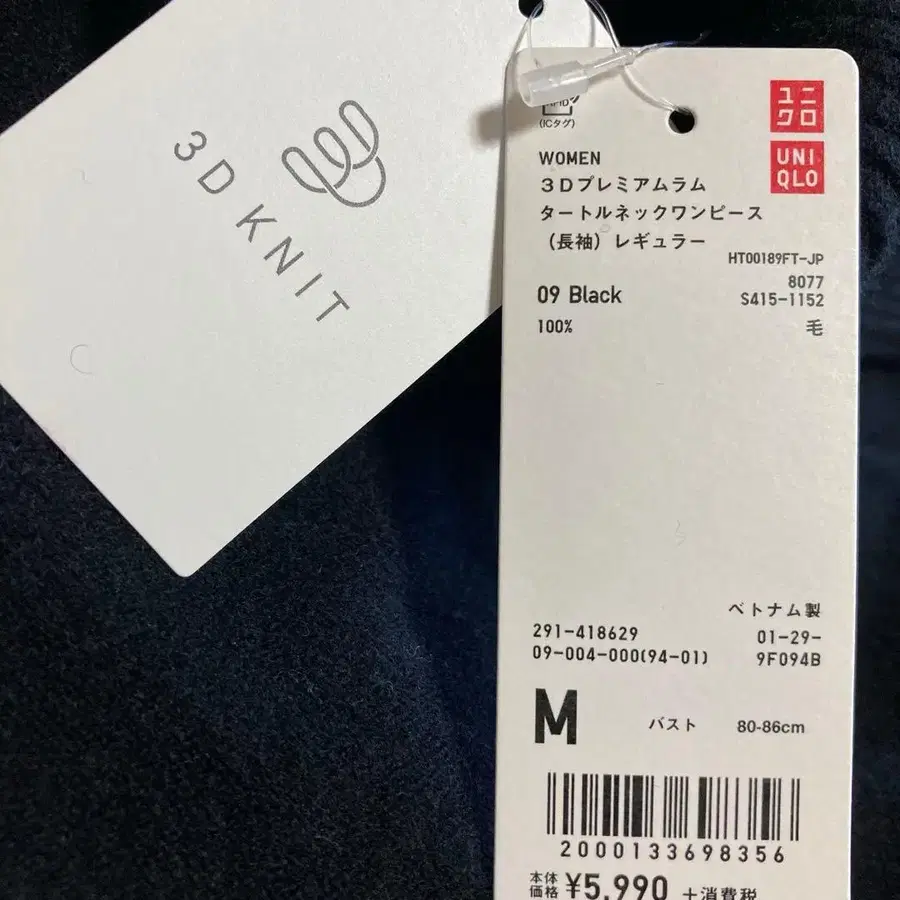 3D KNIT
(ICタグ)
ユニ
クロ
UNI
QLO
WOMEN
3Dプレミアムラム
タートルネックワンピース
(長袖)レギュラー
HT00189FT-JP
8077
09 Black
S415-1152
100% 毛
ベトナム製
291-418629 01-29-
09-004-000(94-01) 9F094B
M バスト 80-86cm
2000133698356
本体
価格 ¥5,990 +消費税